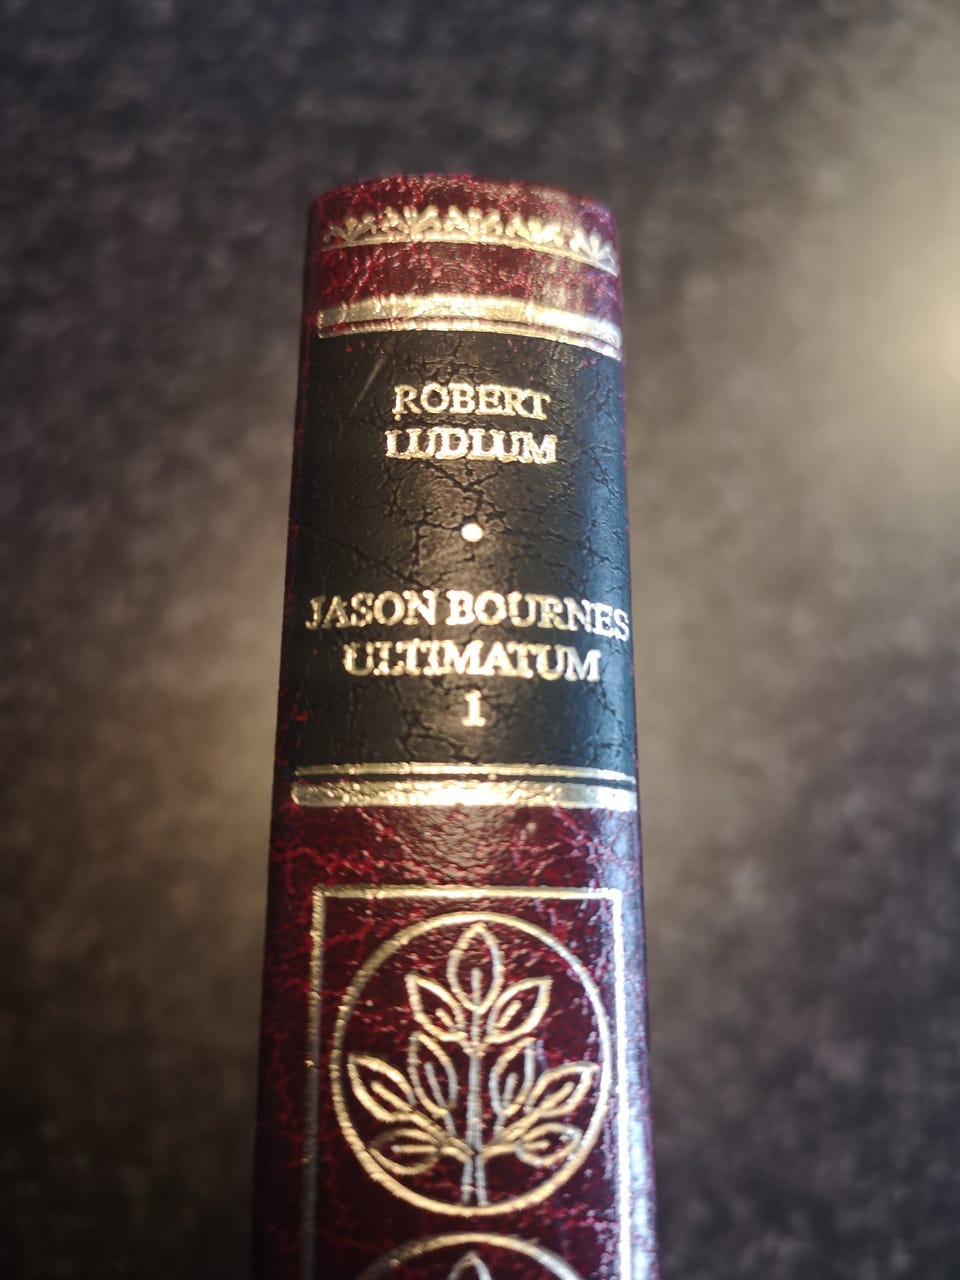 ROBERT
LUDLUM
JASON BOURNES
ULTIMATUM
1